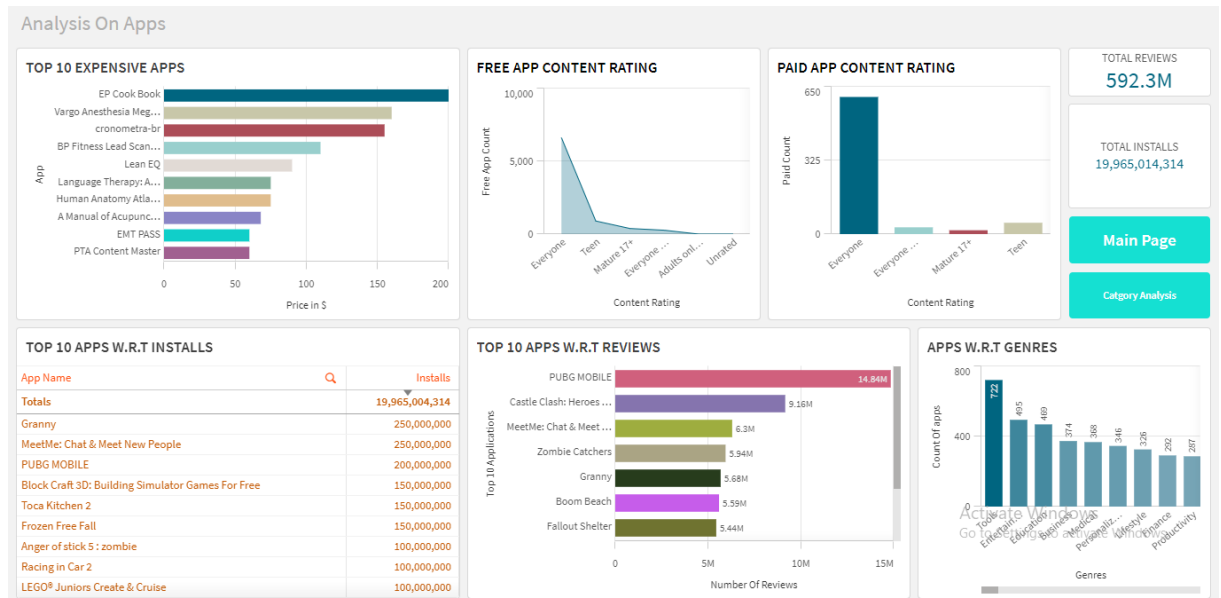 Analysis On Apps
TOP 10 EXPENSIVE APPS
App
EP Cook Book
Vargo Anesthesia Meg...
cronometra-br
BP Fitness Lead Scan...
Lean EQ
Language Therapy: A...
Human Anatomy Atla...
A Manual of Acupunc...
EMT PASS
PTA Content Master
0 50 100 150 200
Price in $
FREE APP CONTENT RATING
Free App Count
10,000
5,000
0
Everyone Teen Mature 17+ Everyone ... Adults onl... Unrated
Content Rating
PAID APP CONTENT RATING
Paid Count
650
325
0
Everyone Everyone ... Mature 17+ Teen
Content Rating
TOTAL REVIEWS
592.3M
TOTAL INSTALLS
19,965,014,314
Main Page
Catgory Analysis
TOP 10 APPS W.R.T INSTALLS
App Name Installs
Totals 19,965,004,314
Granny 250,000,000
MeetMe: Chat & Meet New People 250,000,000
PUBG MOBILE 200,000,000
Block Craft 3D: Building Simulator Games For Free 150,000,000
Toca Kitchen 2 150,000,000
Frozen Free Fall 150,000,000
Anger of stick 5 : zombie 100,000,000
Racing in Car 2 100,000,000
LEGO® Juniors Create & Cruise 100,000,000
TOP 10 APPS W.R.T REVIEWS
Top 10 Applications
PUBG MOBILE 14.84M
Castle Clash: Heroes ... 9.16M
MeetMe: Chat & Meet ... 6.3M
Zombie Catchers 5.94M
Granny 5.68M
Boom Beach 5.59M
Fallout Shelter 5.44M
0 5M 10M 15M
Number Of Reviews
APPS W.R.T GENRES
Count Of apps
800
400
0
722 495 469 374 368 346 326 292 287
Tools Entertain... Education Business Medical Personaliz... Lifestyle Finance Productivity
Genres
Activate Windows
Go to Settings to activate Windows.